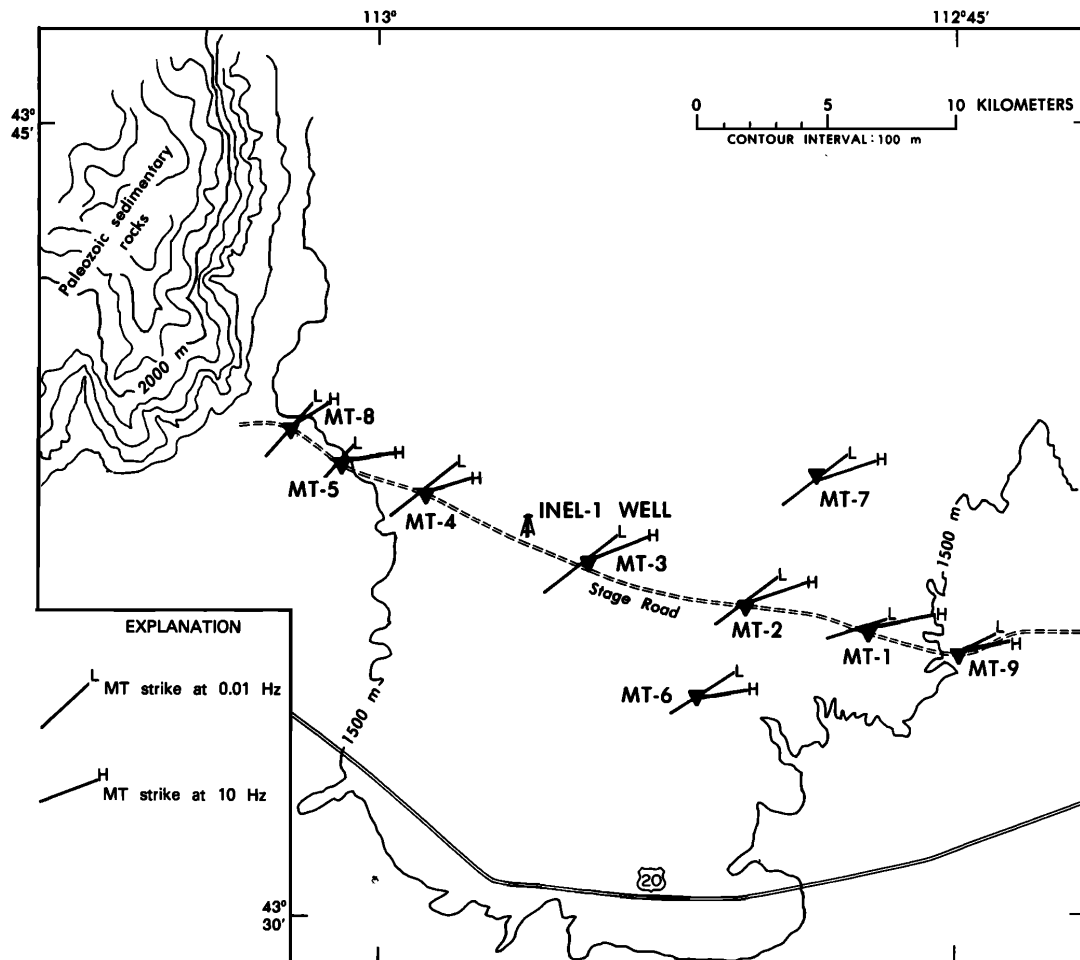 113°
112°45'
43°
45'
0 5 10 KILOMETERS
CONTOUR INTERVAL: 100 m
Paleozoic sedimentary
rocks
2000 m
L H
MT-8
L
H
MT-5
L
H
MT-4
INEL-1 WELL
L
H
MT-3
Stage Road
L
H
MT-7
1500 m
L
H
MT-2
L
H
MT-1
L
H
MT-9
L
H
MT-6
EXPLANATION
L
MT strike at 0.01 Hz
H
MT strike at 10 Hz
1500 m
20
43°
30'